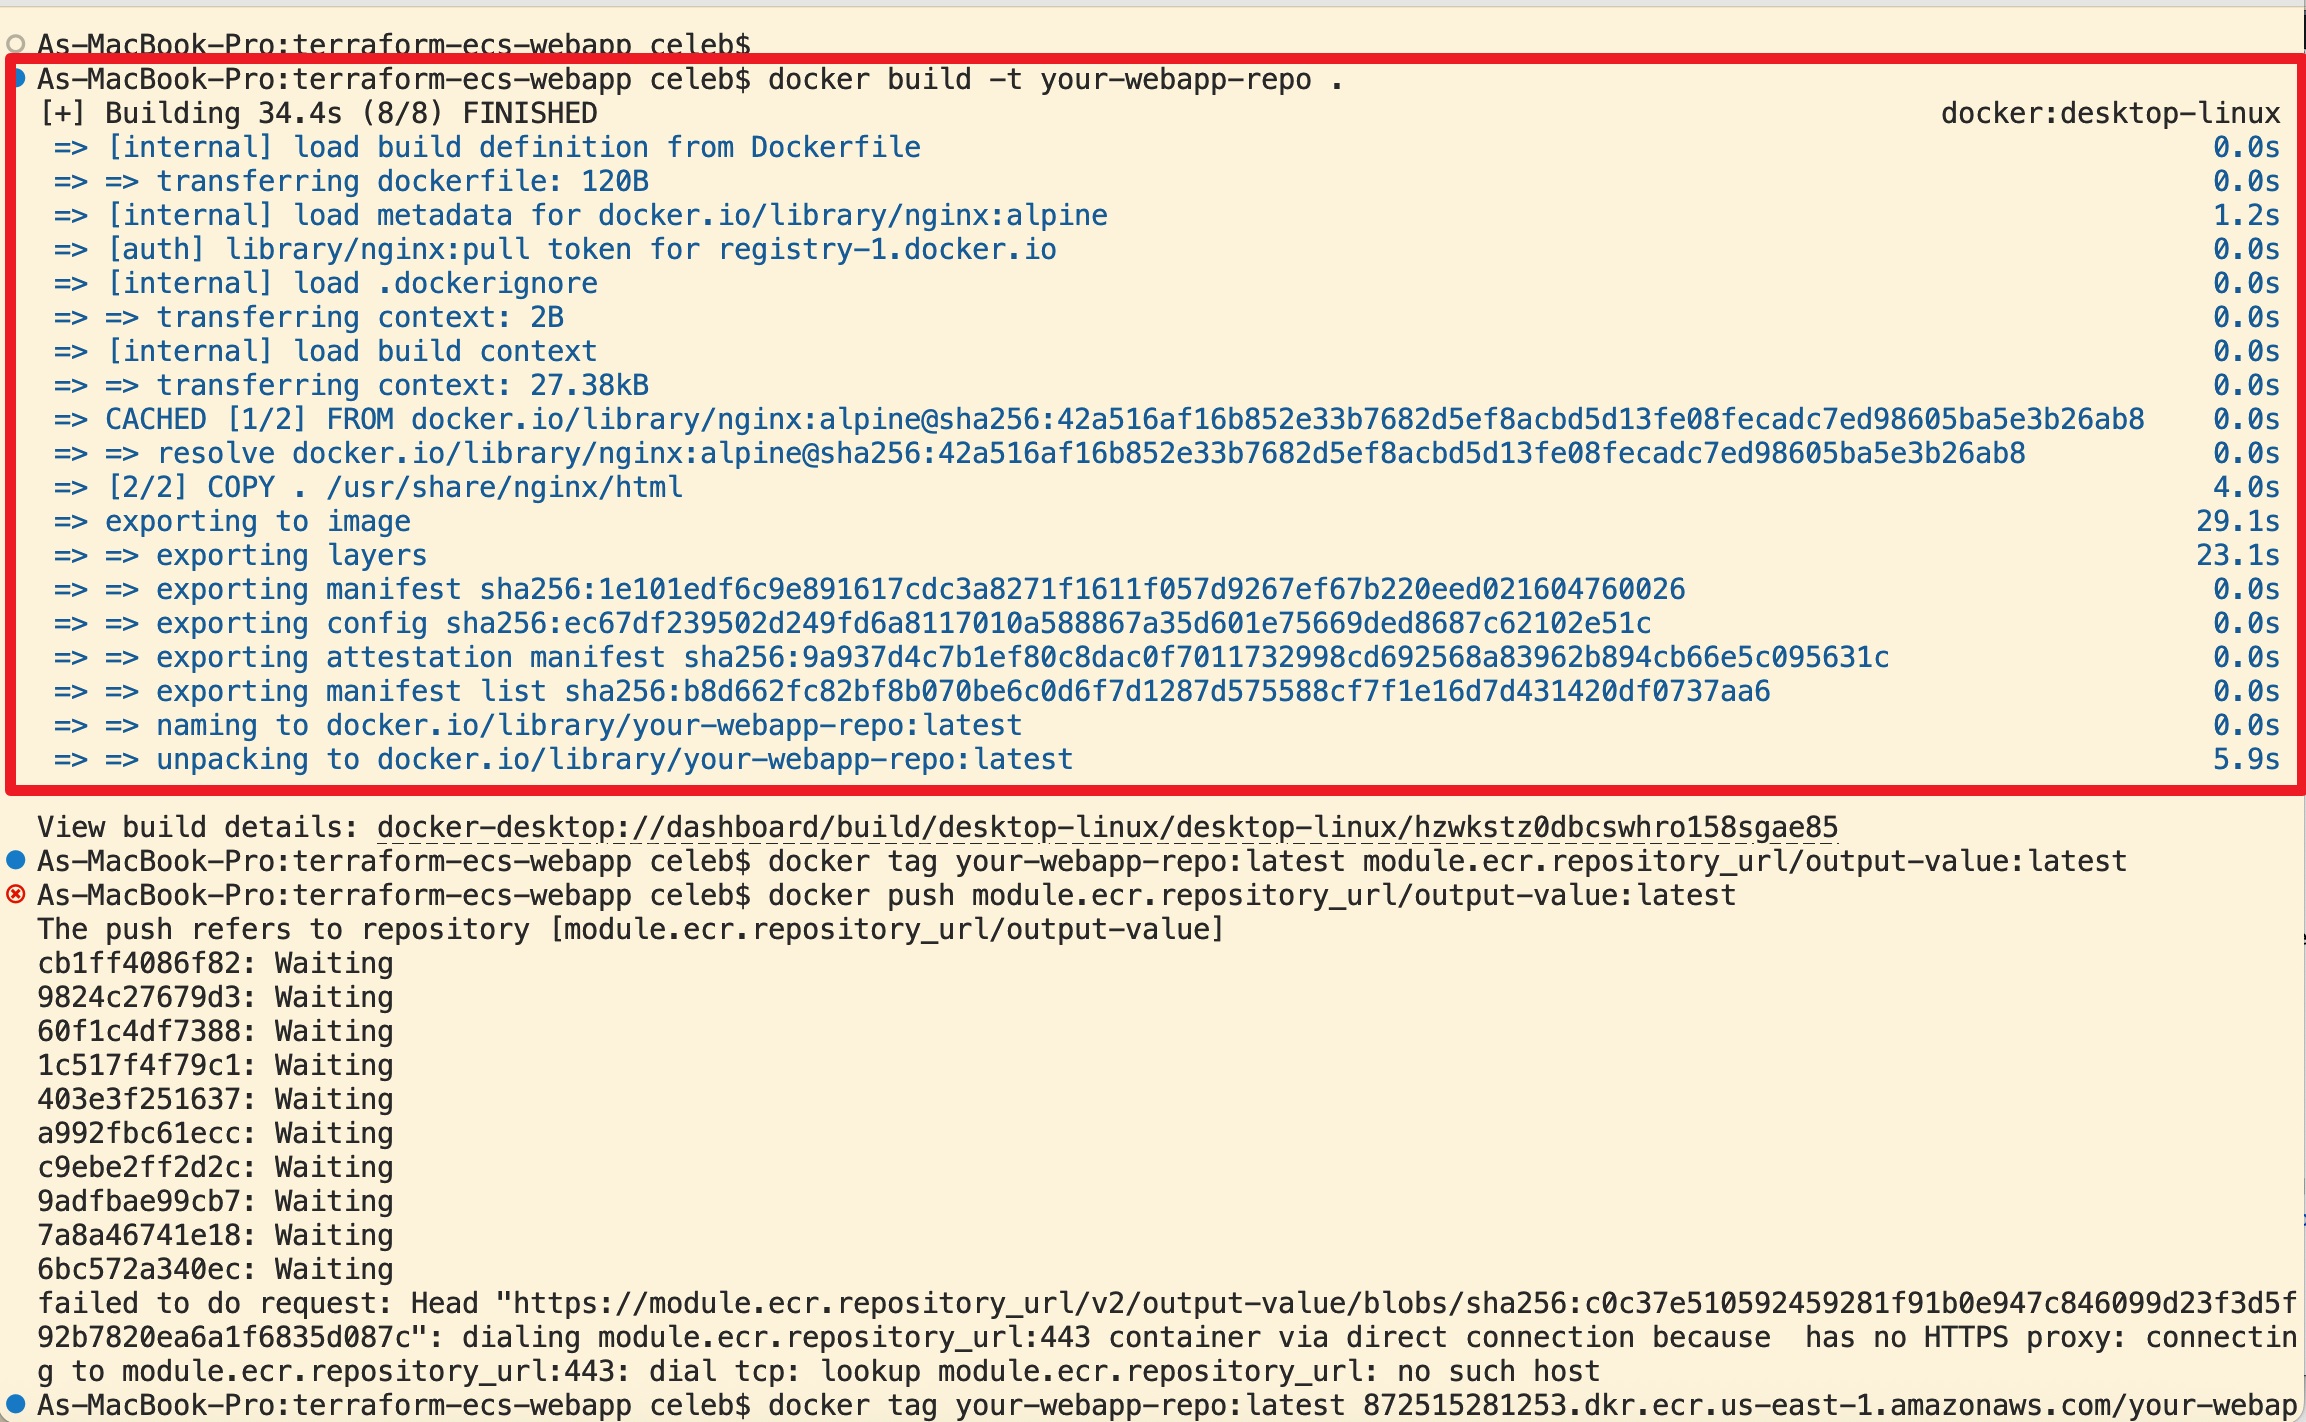 As-MacBook-Pro:terraform-ecs-webapp celeb$
As-MacBook-Pro:terraform-ecs-webapp celeb$ docker build -t your-webapp-repo .
[+] Building 34.4s (8/8) FINISHED docker:desktop-linux
=> [internal] load build definition from Dockerfile 0.0s
=> => transferring dockerfile: 120B 0.0s
=> [internal] load metadata for docker.io/library/nginx:alpine 1.2s
=> [auth] library/nginx:pull token for registry-1.docker.io 0.0s
=> [internal] load .dockerignore 0.0s
=> => transferring context: 2B 0.0s
=> [internal] load build context 0.0s
=> => transferring context: 27.38kB 0.0s
=> CACHED [1/2] FROM docker.io/library/nginx:alpine@sha256:42a516af16b852e33b7682d5ef8acbd5d13fe08fecadc7ed98605ba5e3b26ab8 0.0s
=> => resolve docker.io/library/nginx:alpine@sha256:42a516af16b852e33b7682d5ef8acbd5d13fe08fecadc7ed98605ba5e3b26ab8 0.0s
=> [2/2] COPY . /usr/share/nginx/html 4.0s
=> exporting to image 29.1s
=> => exporting layers 23.1s
=> => exporting manifest sha256:1e101edf6c9e891617cdc3a8271f1611f057d9267ef67b220eed021604760026 0.0s
=> => exporting config sha256:ec67df239502d249fd6a8117010a588867a35d601e75669ded8687c62102e51c 0.0s
=> => exporting attestation manifest sha256:9a937d4c7b1ef80c8dac0f7011732998cd692568a83962b894cb66e5c095631c 0.0s
=> => exporting manifest list sha256:b8d662fc82bf8b070be6c0d6f7d1287d575588cf7f1e16d7d431420df0737aa6 0.0s
=> => naming to docker.io/library/your-webapp-repo:latest 0.0s
=> => unpacking to docker.io/library/your-webapp-repo:latest 5.9s
View build details: docker-desktop://dashboard/build/desktop-linux/desktop-linux/hzwkstz0dbcswhro158sgae85
As-MacBook-Pro:terraform-ecs-webapp celeb$ docker tag your-webapp-repo:latest module.ecr.repository_url/output-value:latest
As-MacBook-Pro:terraform-ecs-webapp celeb$ docker push module.ecr.repository_url/output-value:latest
The push refers to repository [module.ecr.repository_url/output-value]
cb1ff4086f82: Waiting
9824c27679d3: Waiting
60f1c4df7388: Waiting
1c517f4f79c1: Waiting
403e3f251637: Waiting
a992fbc61ecc: Waiting
c9ebe2ff2d2c: Waiting
9adfbae99cb7: Waiting
7a8a46741e18: Waiting
6bc572a340ec: Waiting
failed to do request: Head "https://module.ecr.repository_url/v2/output-value/blobs/sha256:c0c37e510592459281f91b0e947c846099d23f3d5f
92b7820ea6a1f6835d087c": dialing module.ecr.repository_url:443 container via direct connection because  has no HTTPS proxy: connectin
g to module.ecr.repository_url:443: dial tcp: lookup module.ecr.repository_url: no such host
As-MacBook-Pro:terraform-ecs-webapp celeb$ docker tag your-webapp-repo:latest 872515281253.dkr.ecr.us-east-1.amazonaws.com/your-webap